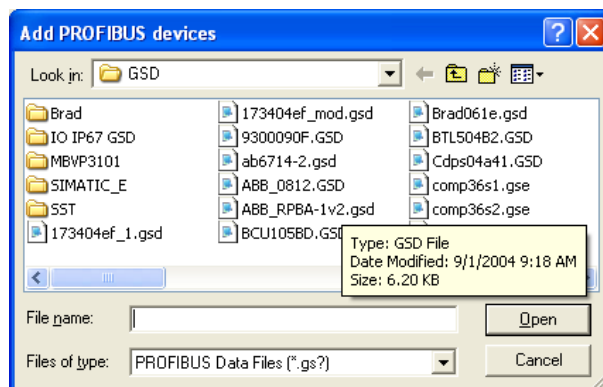 Add PROFIBUS devices
Look in: GSD
Brad
IO IP67 GSD
MBVP3101
SIMATIC_E
SST
173404ef_1.gsd
173404ef_mod.gsd
9300090F.GSD
ab6714-2.gsd
ABB_0812.GSD
ABB_RPBA-1v2.gsd
BCU105BD.GSD
Brad061e.gsd
BTL504B2.GSD
Cdps04a41.GSD
comp36s1.gse
comp36s2.gse
Type: GSD File
Date Modified: 9/1/2004 9:18 AM
Size: 6.20 KB
File name:
Open
Files of type: PROFIBUS Data Files (*.gs?)
Cancel